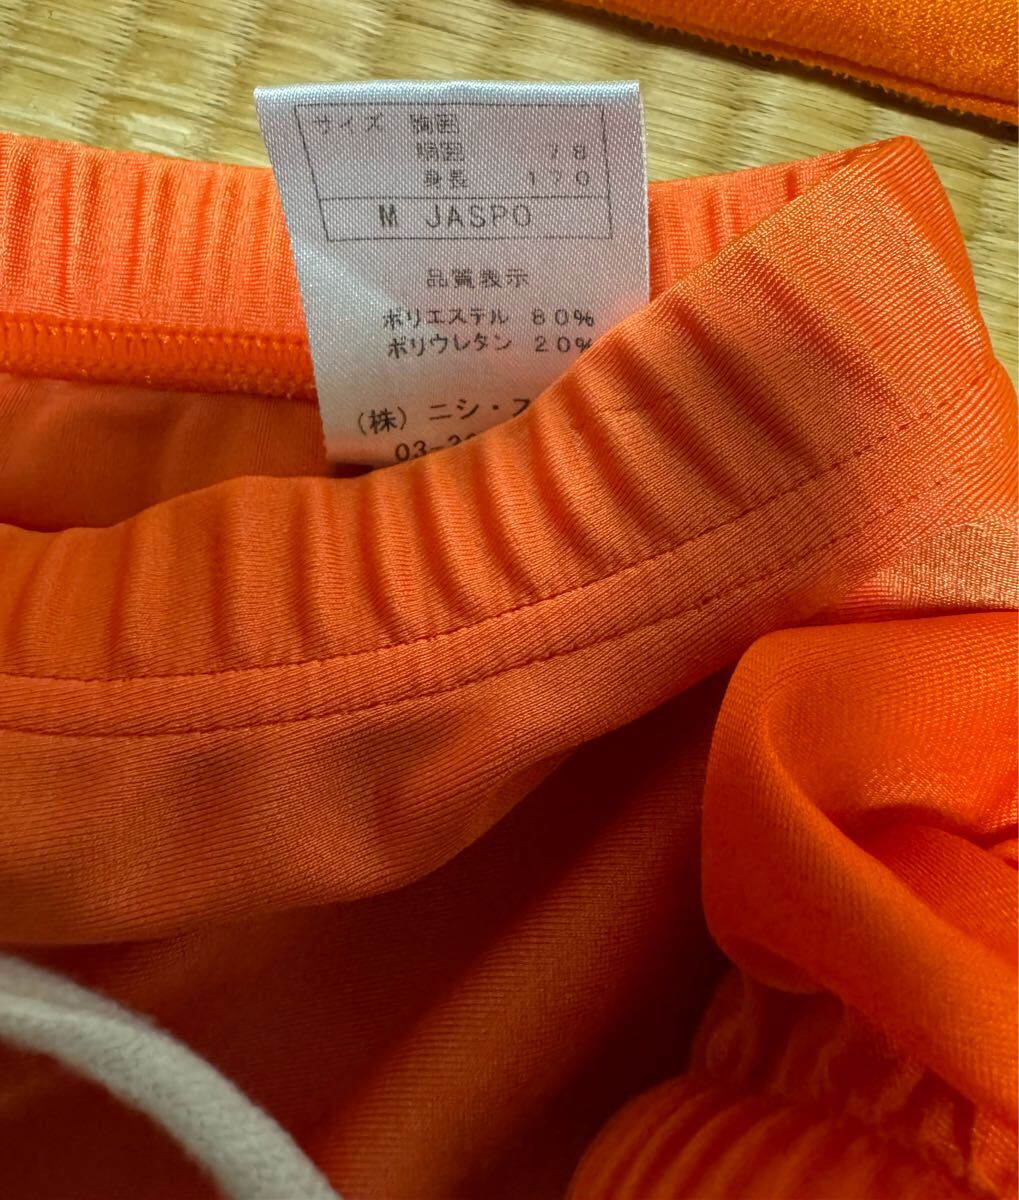 サイズ 胸囲
胴囲 78
身長 170
M JASPO
品質表示
ポリエステル 80%
ポリウレタン 20%
(株) ニシ・ス
03-3